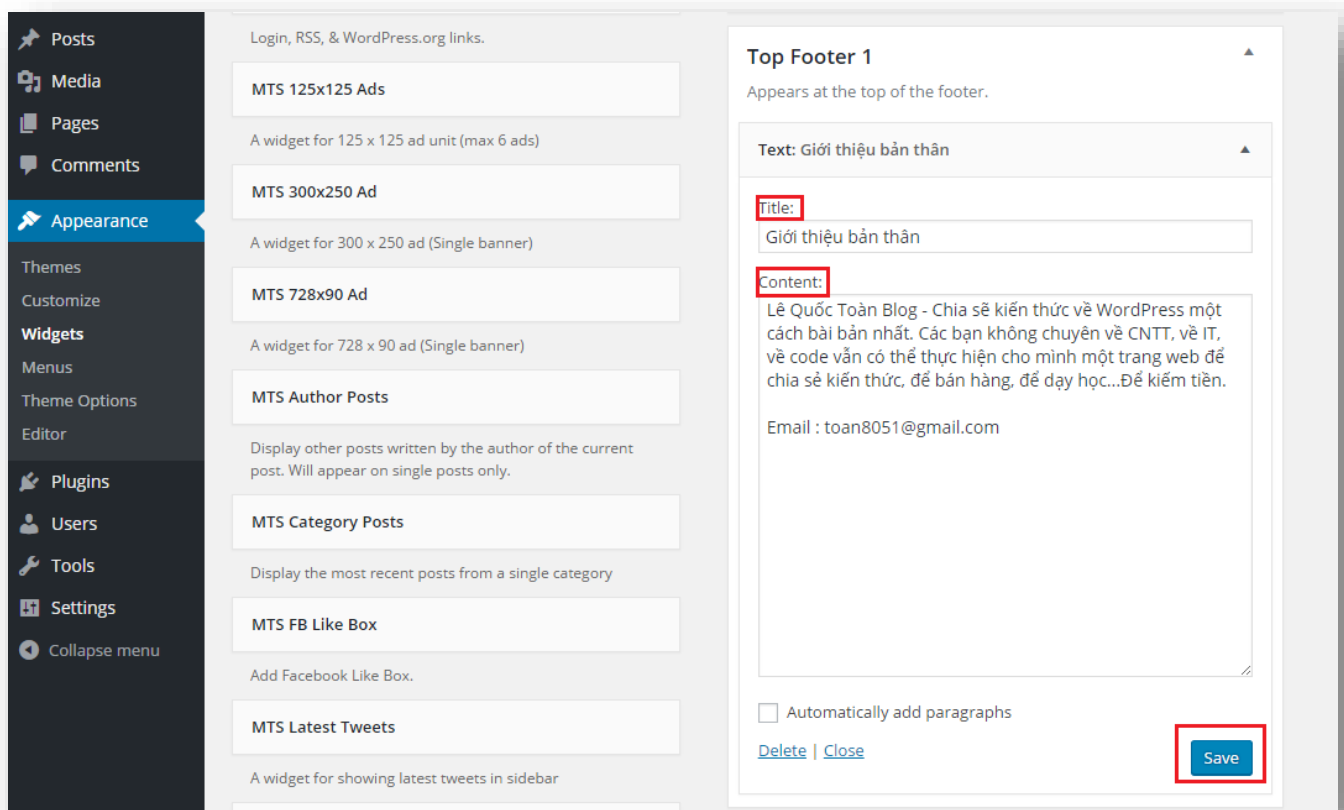 Posts
Media
Pages
Comments
Appearance
Themes
Customize
Widgets
Menus
Theme Options
Editor
Plugins
Users
Tools
Settings
Collapse menu
Login, RSS, & WordPress.org links.
MTS 125x125 Ads
A widget for 125 x 125 ad unit (max 6 ads)
MTS 300x250 Ad
A widget for 300 x 250 ad (Single banner)
MTS 728x90 Ad
A widget for 728 x 90 ad (Single banner)
MTS Author Posts
Display other posts written by the author of the current
post. Will appear on single posts only.
MTS Category Posts
Display the most recent posts from a single category
MTS FB Like Box
Add Facebook Like Box.
MTS Latest Tweets
A widget for showing latest tweets in sidebar
Top Footer 1
Appears at the top of the footer.
Text: Giới thiệu bản thân
Title:
Giới thiệu bản thân
Content:
Lê Quốc Toàn Blog - Chia sẽ kiến thức về WordPress một
cách bài bản nhất. Các bạn không chuyên về CNTT, về IT,
về code vẫn có thể thực hiện cho mình một trang web để
chia sẻ kiến thức, để bán hàng, để dạy học...Để kiếm tiền.
Email : toan8051@gmail.com
Automatically add paragraphs
Delete | Close
Save